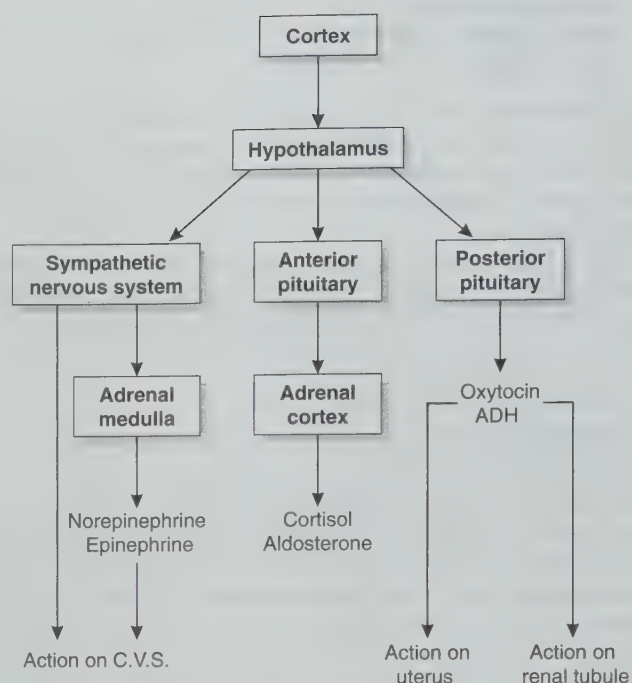 Cortex
Hypothalamus
Sympathetic
nervous system
Anterior
pituitary
Posterior
pituitary
Adrenal
medulla
Adrenal
cortex
Oxytocin
ADH
Norepinephrine
Epinephrine
Cortisol
Aldosterone
Action on C.V.S.
Action on
uterus
Action on
renal tubule